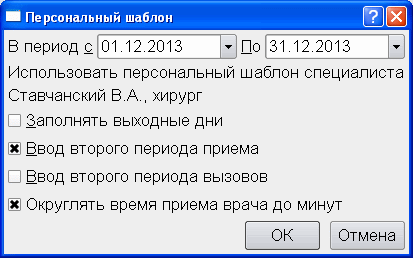 Персональный шаблон
В период с 01.12.2013 По 31.12.2013
Использовать персональный шаблон специалиста
Ставчанский В.А., хирург
Заполнять выходные дни
Ввод второго периода приема
Ввод второго периода вызовов
Округлять время приема врача до минут
OK Отмена